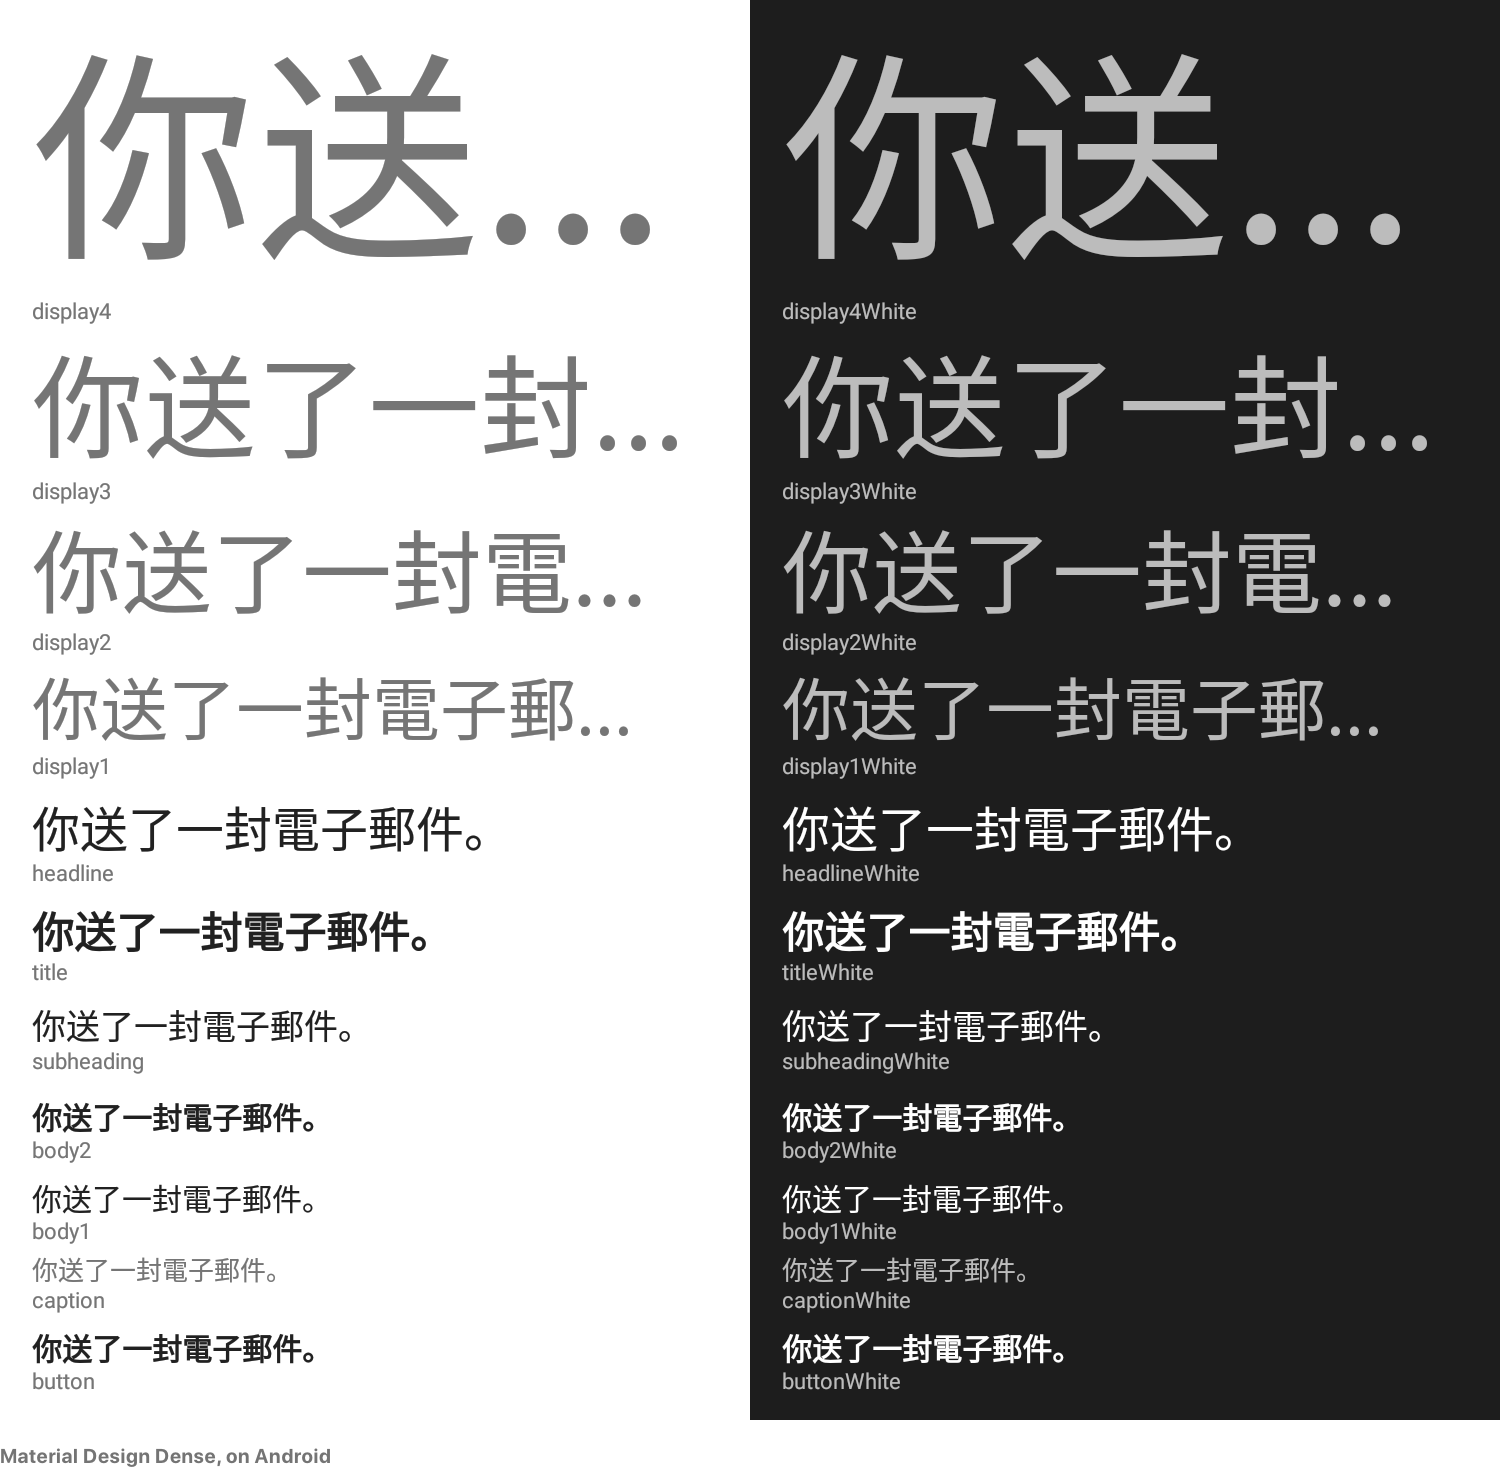 你送...
display4
你送了一封...
display3
你送了一封電...
display2
你送了一封電子郵...
display1
你送了一封電子郵件。
headline
你送了一封電子郵件。
title
你送了一封電子郵件。
subheading
你送了一封電子郵件。
body2
你送了一封電子郵件。
body1
你送了一封電子郵件。
caption
你送了一封電子郵件。
button
你送...
display4White
你送了一封...
display3White
你送了一封電...
display2White
你送了一封電子郵...
display1White
你送了一封電子郵件。
headlineWhite
你送了一封電子郵件。
titleWhite
你送了一封電子郵件。
subheadingWhite
你送了一封電子郵件。
body2White
你送了一封電子郵件。
body1White
你送了一封電子郵件。
captionWhite
你送了一封電子郵件。
buttonWhite
Material Design Dense, on Android